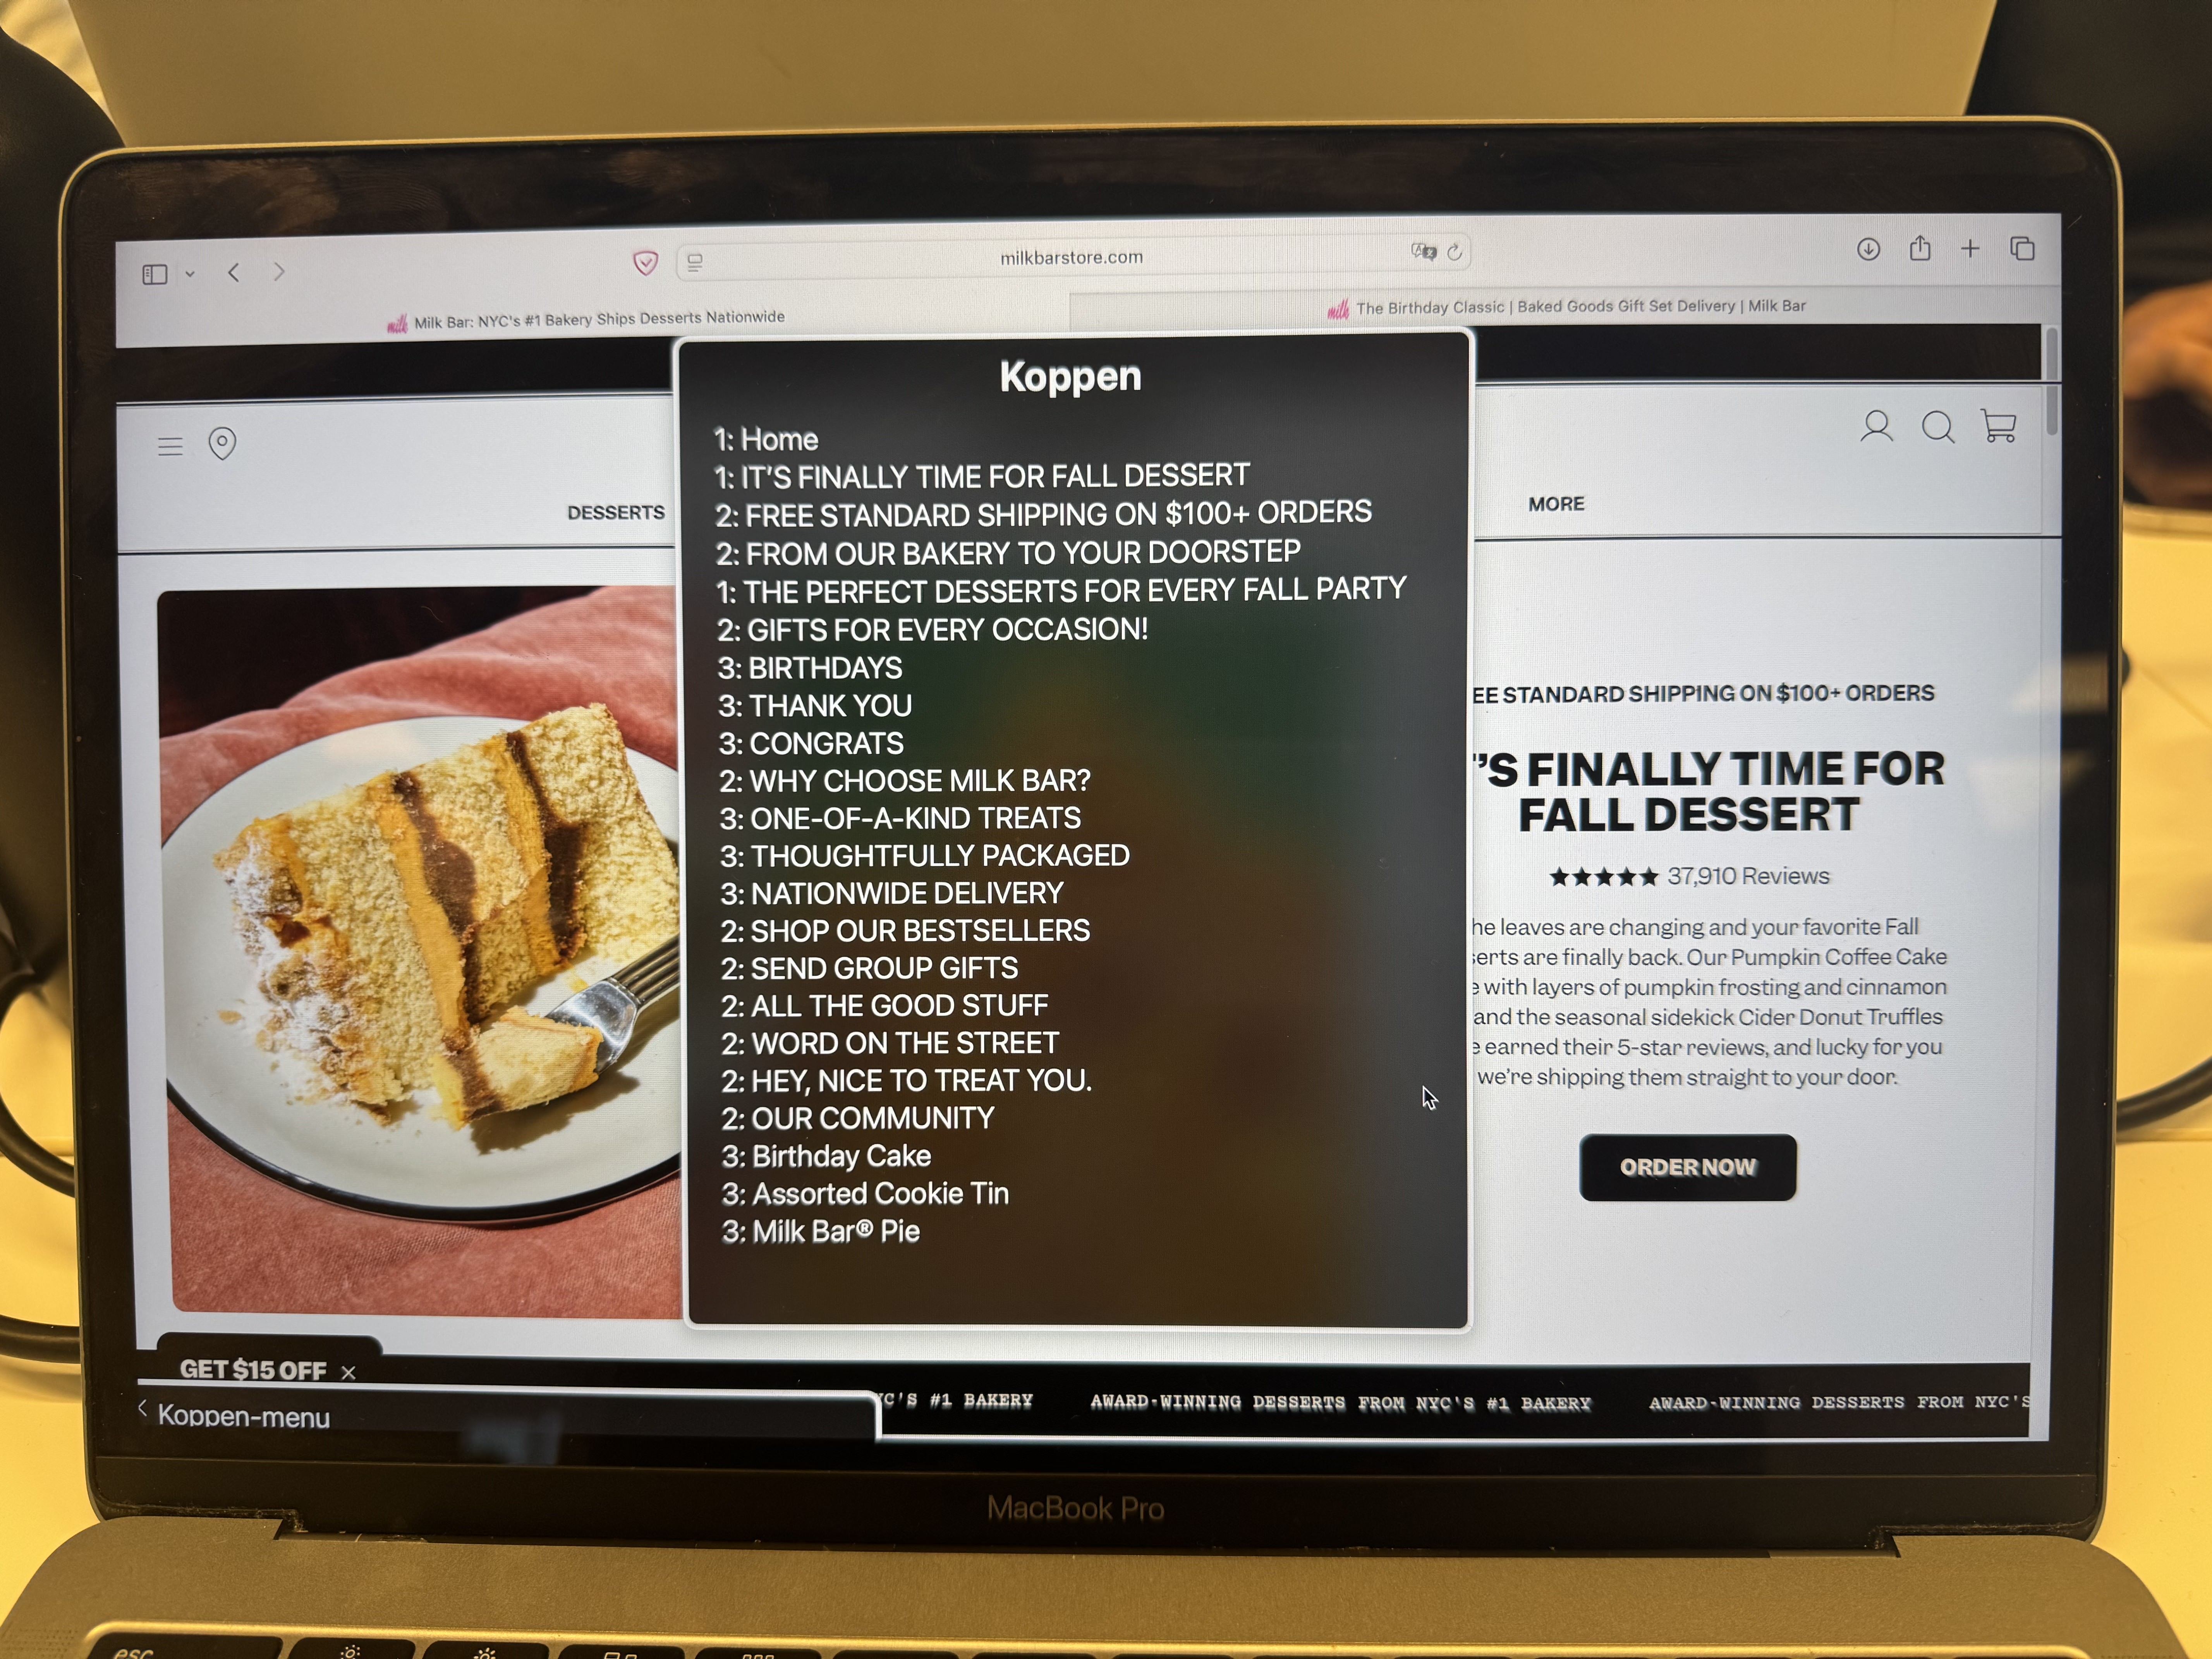 milkbarstore.com
milk Milk Bar: NYC's #1 Bakery Ships Desserts Nationwide
milk The Birthday Classic | Baked Goods Gift Set Delivery | Milk Bar
DESSERTS
MORE
Koppen
1: Home
1: IT'S FINALLY TIME FOR FALL DESSERT
2: FREE STANDARD SHIPPING ON $100+ ORDERS
2: FROM OUR BAKERY TO YOUR DOORSTEP
1: THE PERFECT DESSERTS FOR EVERY FALL PARTY
2: GIFTS FOR EVERY OCCASION!
3: BIRTHDAYS
3: THANK YOU
3: CONGRATS
2: WHY CHOOSE MILK BAR?
3: ONE-OF-A-KIND TREATS
3: THOUGHTFULLY PACKAGED
3: NATIONWIDE DELIVERY
2: SHOP OUR BESTSELLERS
2: SEND GROUP GIFTS
2: ALL THE GOOD STUFF
2: WORD ON THE STREET
2: HEY, NICE TO TREAT YOU.
2: OUR COMMUNITY
3: Birthday Cake
3: Assorted Cookie Tin
3: Milk Bar® Pie
EE STANDARD SHIPPING ON $100+ ORDERS
'S FINALLY TIME FOR
FALL DESSERT
★★★★★ 37,910 Reviews
he leaves are changing and your favorite Fall
serts are finally back. Our Pumpkin Coffee Cake
e with layers of pumpkin frosting and cinnamon
and the seasonal sidekick Cider Donut Truffles
e earned their 5-star reviews, and lucky for you
we're shipping them straight to your door.
ORDER NOW
GET $15 OFF ×
Koppen-menu
YC'S #1 BAKERY AWARD-WINNING DESSERTS FROM NYC'S #1 BAKERY AWARD-WINNING DESSERTS FROM NYC'S
MacBook Pro
esc